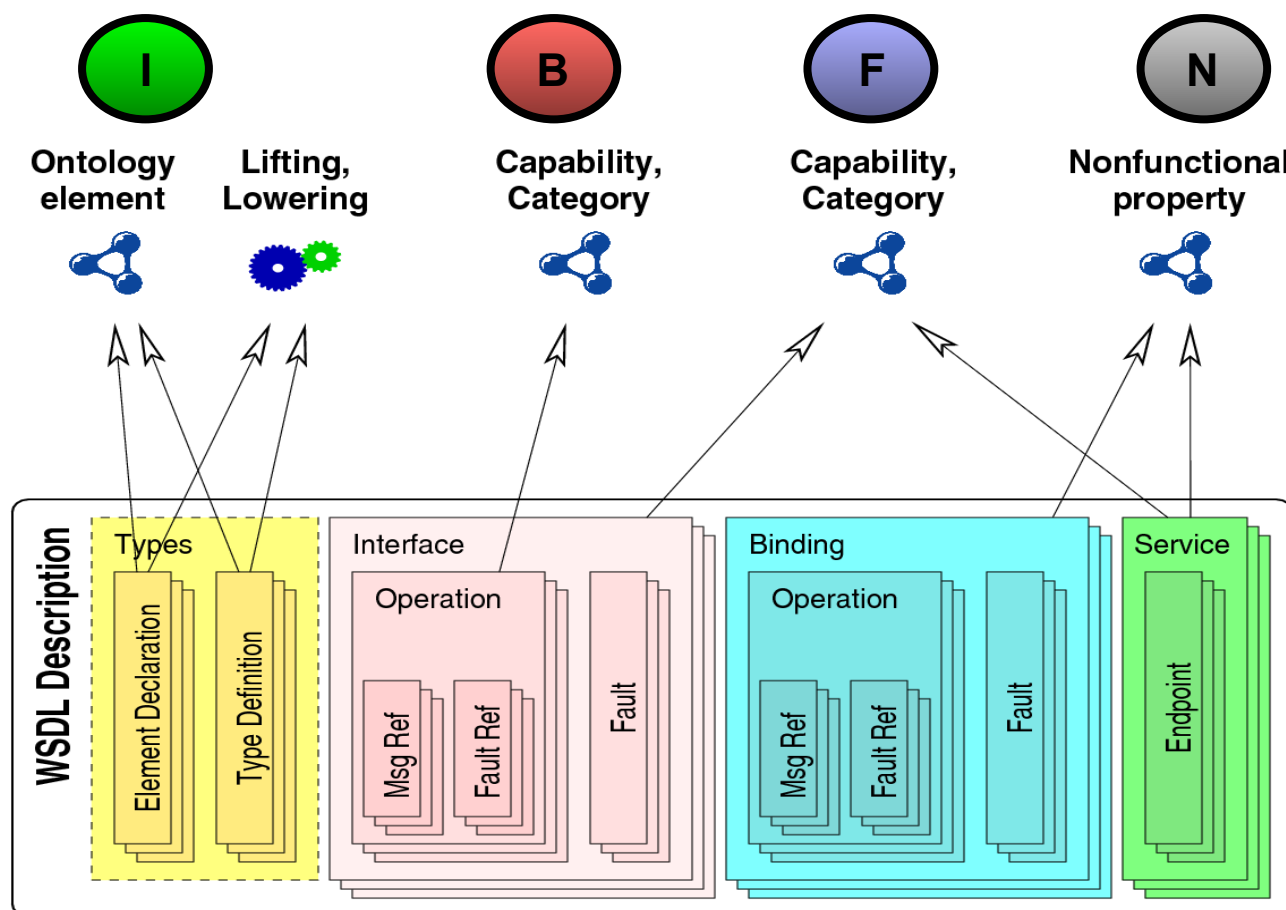 I
B
F
N
Ontology
element
Lifting,
Lowering
Capability,
Category
Capability,
Category
Nonfunctional
property
WSDL Description
Types
Element Declaration
Type Definition
Interface
Operation
Msg Ref
Fault Ref
Fault
Binding
Operation
Msg Ref
Fault Ref
Fault
Service
Endpoint